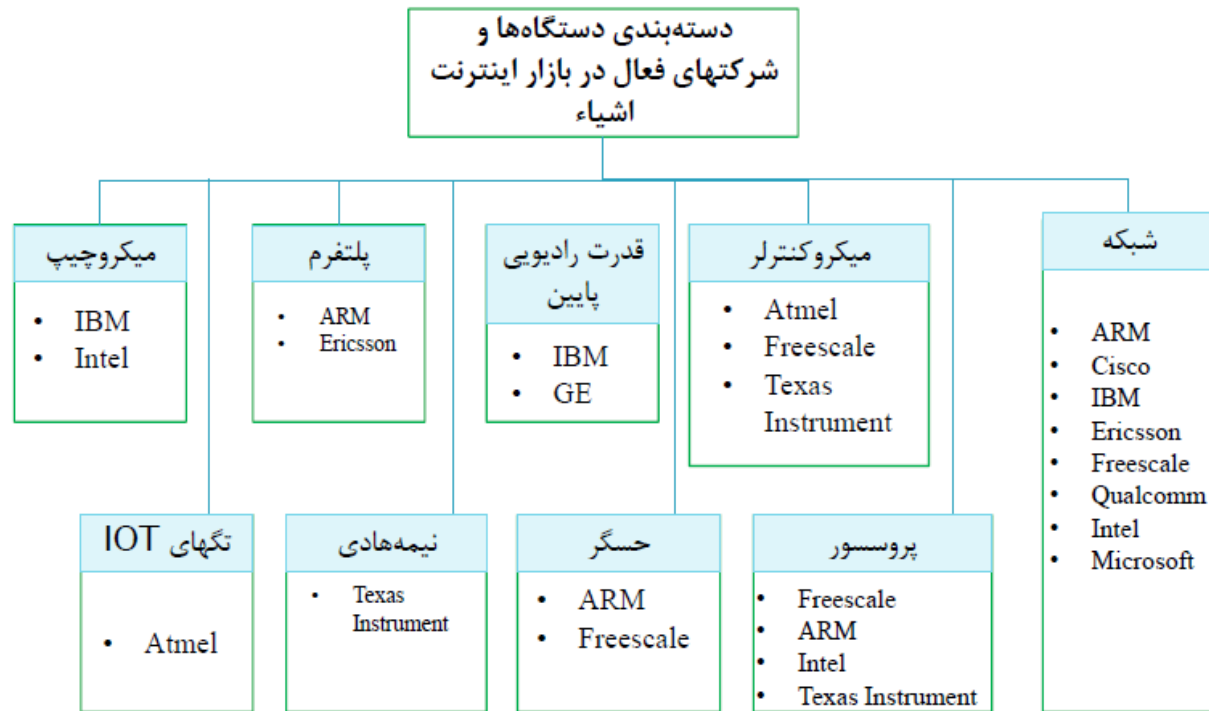 دسته‌بندی دستگاه‌ها و
شرکتهای فعال در بازار اینترنت
اشیاء
شبکه
• ARM
• Cisco
• IBM
• Ericsson
• Freescale
• Qualcomm
• Intel
• Microsoft
میکروکنترلر
• Atmel
• Freescale
• Texas
Instrument
قدرت رادیویی
پایین
• IBM
• GE
پلتفرم
• ARM
• Ericsson
میکروچیپ
• IBM
• Intel
پروسسور
• Freescale
• ARM
• Intel
• Texas Instrument
حسگر
• ARM
• Freescale
نیمه‌هادی
• Texas
Instrument
تگهای IOT
• Atmel